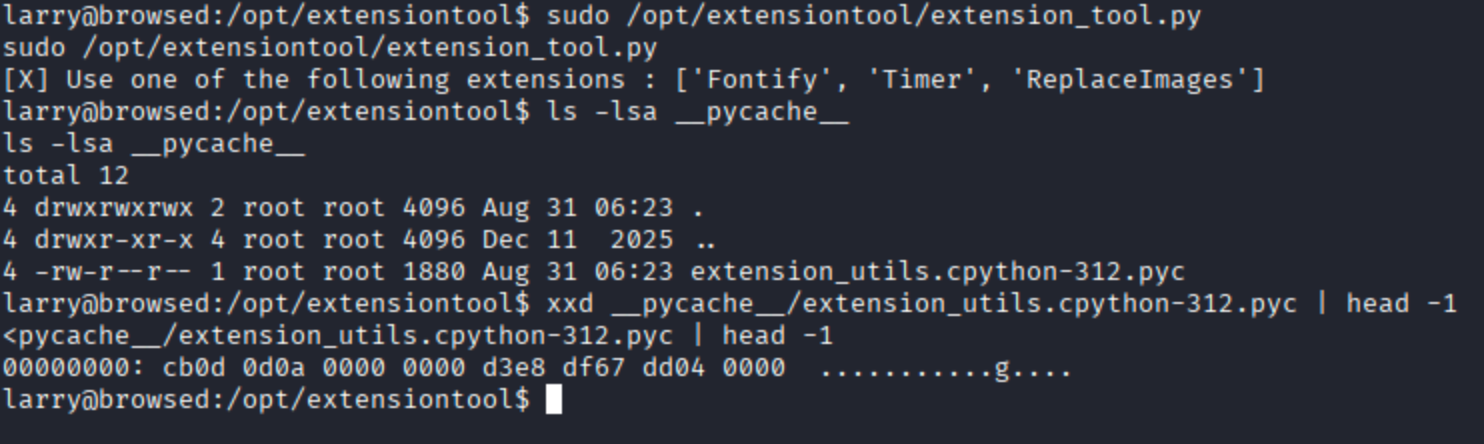 larry@browsed:/opt/extensiontool$ sudo /opt/extensiontool/extension_tool.py
sudo /opt/extensiontool/extension_tool.py
[X] Use one of the following extensions : ['Fontify', 'Timer', 'ReplaceImages']
larry@browsed:/opt/extensiontool$ ls -lsa __pycache__
ls -lsa __pycache__
total 12
4 drwxrwxrwx 2 root root 4096 Aug 31 06:23 .
4 drwxr-xr-x 4 root root 4096 Dec 11  2025 ..
4 -rw-r--r-- 1 root root 1880 Aug 31 06:23 extension_utils.cpython-312.pyc
larry@browsed:/opt/extensiontool$ xxd __pycache__/extension_utils.cpython-312.pyc | head -1
<pycache__/extension_utils.cpython-312.pyc | head -1
00000000: cb0d 0d0a 0000 0000 d3e8 df67 dd04 0000  ...........g....
larry@browsed:/opt/extensiontool$